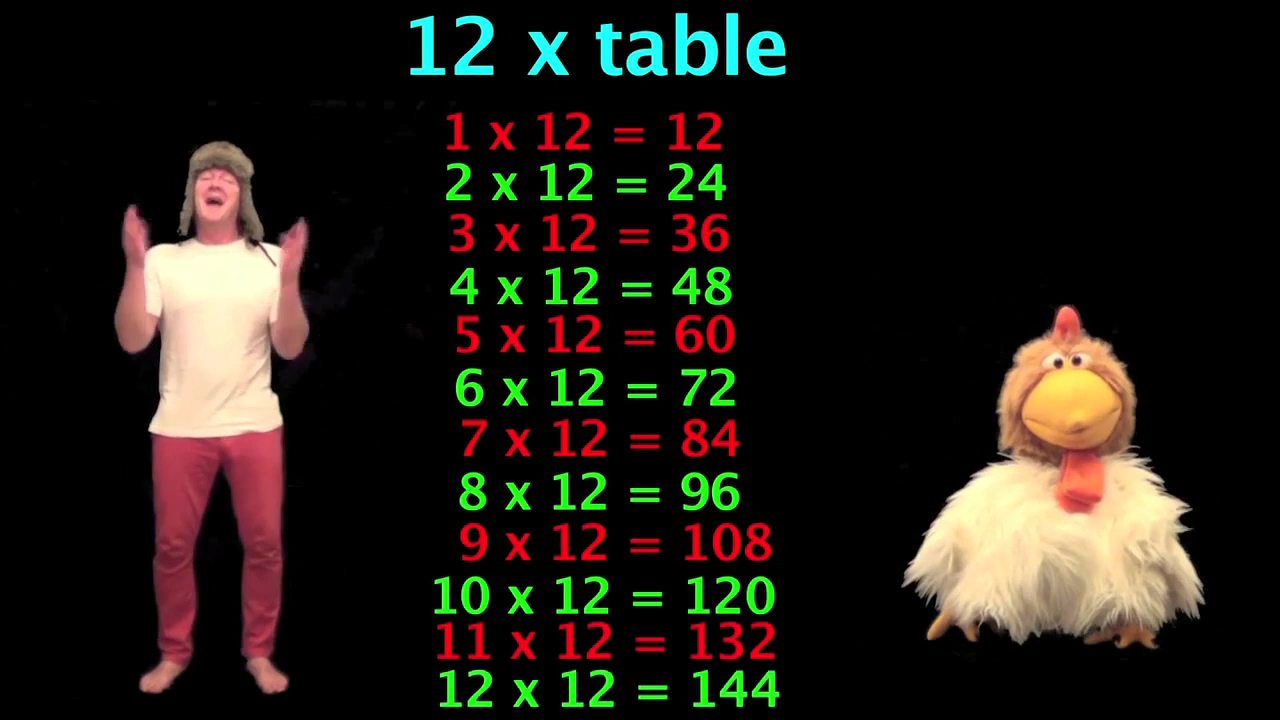 12 x table
1 x 12 = 12
2 x 12 = 24
3 x 12 = 36
4 x 12 = 48
5 x 12 = 60
6 x 12 = 72
7 x 12 = 84
8 x 12 = 96
9 x 12 = 108
10 x 12 = 120
11 x 12 = 132
12 x 12 = 144